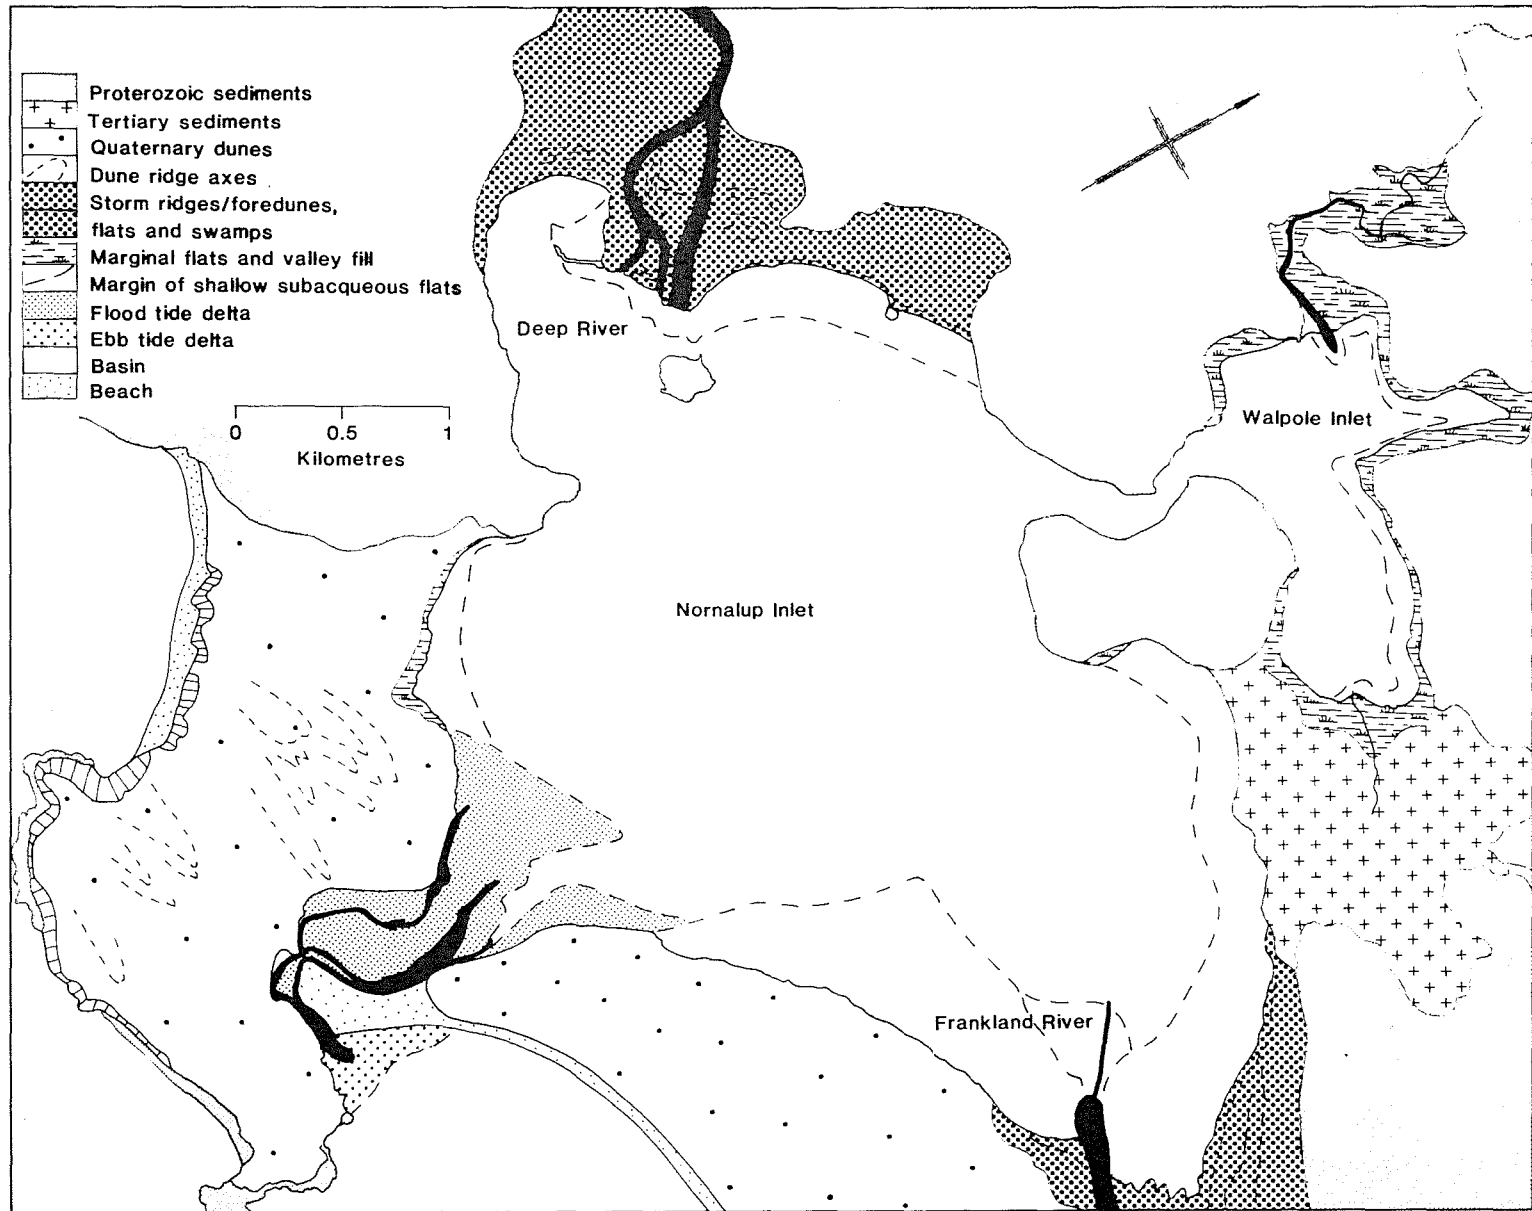 Proterozoic sediments
Tertiary sediments
Quaternary dunes
Dune ridge axes
Storm ridges/foredunes,
flats and swamps
Marginal flats and valley fill
Margin of shallow subacqueous flats
Flood tide delta
Ebb tide delta
Basin
Beach
0 0.5 1
Kilometres
Deep River
Walpole Inlet
Nornalup Inlet
Frankland River